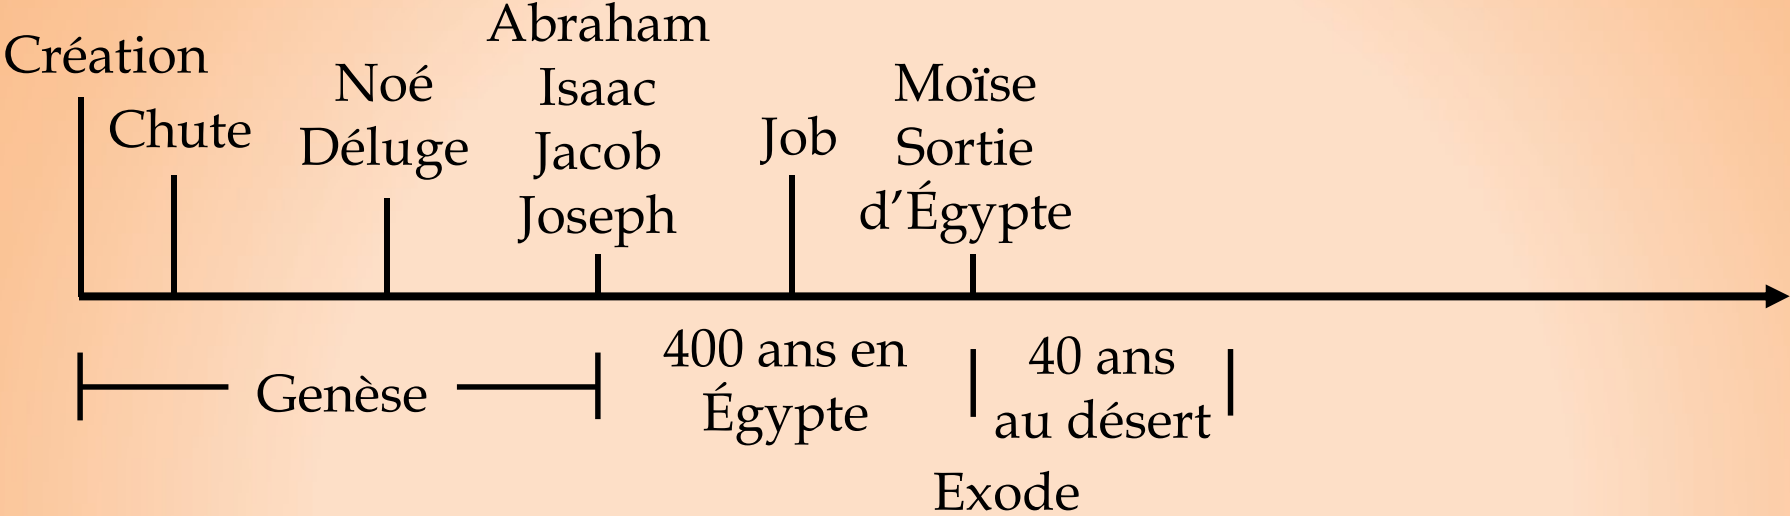 Création
Chute
Noé
Déluge
Abraham
Isaac
Jacob
Joseph
Job
Moïse
Sortie
d’Égypte
Genèse
400 ans en
Égypte
40 ans
au désert
Exode